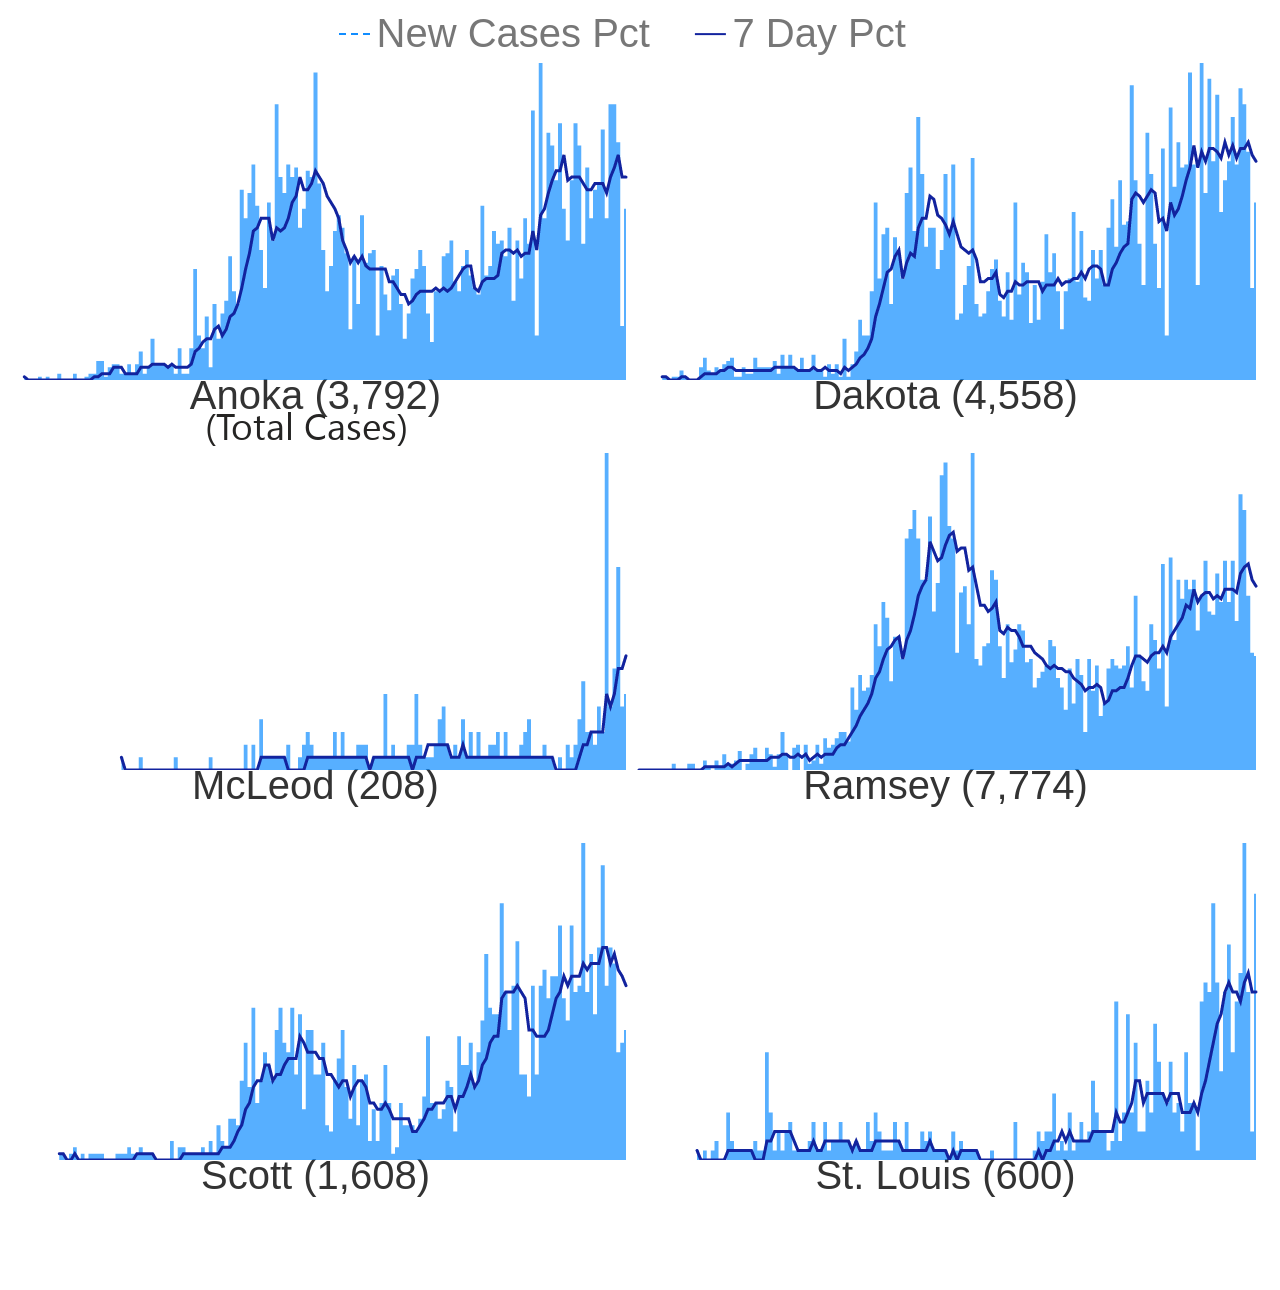 New Cases Pct 7 Day Pct
Anoka (3,792) Dakota (4,558)
(Total Cases)
McLeod (208) Ramsey (7,774)
Scott (1,608) St. Louis (600)